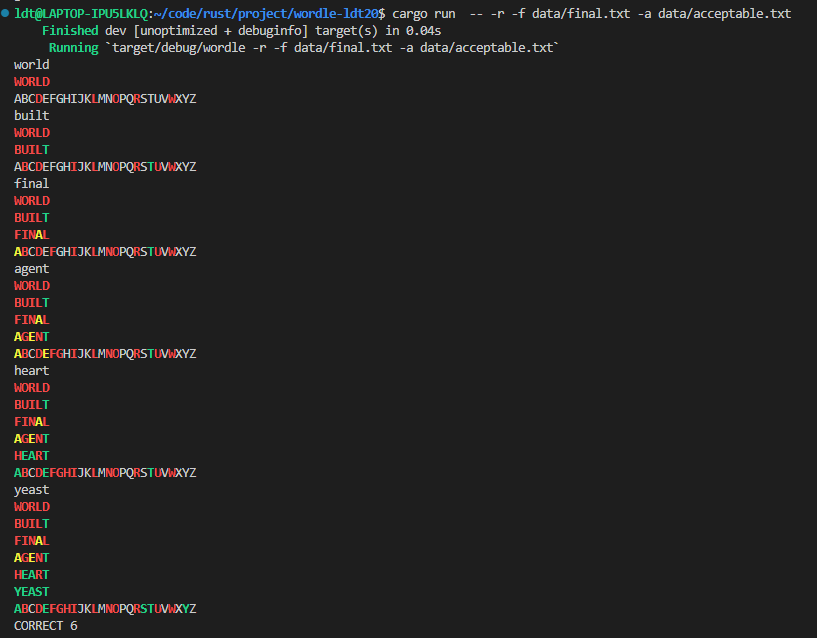 ldt@LAPTOP-IPU5LKLQ:~/code/rust/project/wordle-ldt20$ cargo run  -- -r -f data/final.txt -a data/acceptable.txt
    Finished dev [unoptimized + debuginfo] target(s) in 0.04s
     Running `target/debug/wordle -r -f data/final.txt -a data/acceptable.txt`
world
WORLD
ABCDEFGHIJKLMNOPQRSTUVWXYZ
built
WORLD
BUILT
ABCDEFGHIJKLMNOPQRSTUVWXYZ
final
WORLD
BUILT
FINAL
ABCDEFGHIJKLMNOPQRSTUVWXYZ
agent
WORLD
BUILT
FINAL
AGENT
ABCDEFGHIJKLMNOPQRSTUVWXYZ
heart
WORLD
BUILT
FINAL
AGENT
HEART
ABCDEFGHIJKLMNOPQRSTUVWXYZ
yeast
WORLD
BUILT
FINAL
AGENT
HEART
YEAST
ABCDEFGHIJKLMNOPQRSTUVWXYZ
CORRECT 6